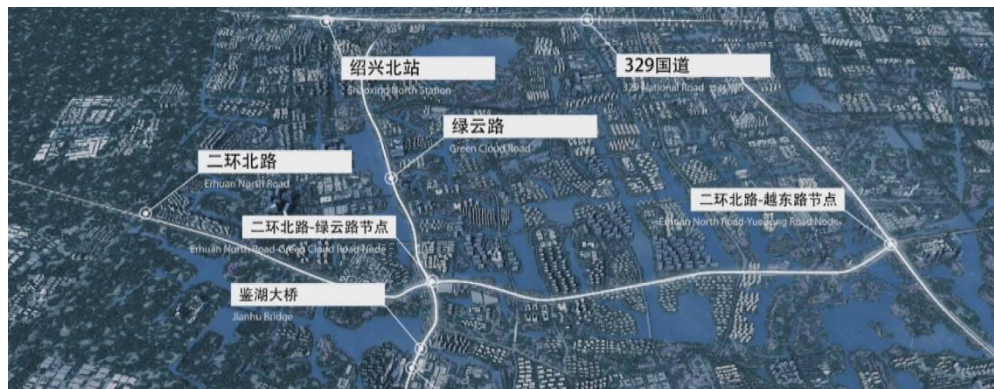 绍兴北站
Shaoxing North Station
329国道
329 National Road
绿云路
Green Cloud Road
二环北路
Erhuan North Road
二环北路-越东路节点
Erhuan North Road-Yuedong Road Node
二环北路-绿云路节点
Erhuan North Road-Green Cloud Road Node
鉴湖大桥
Jianhu Bridge